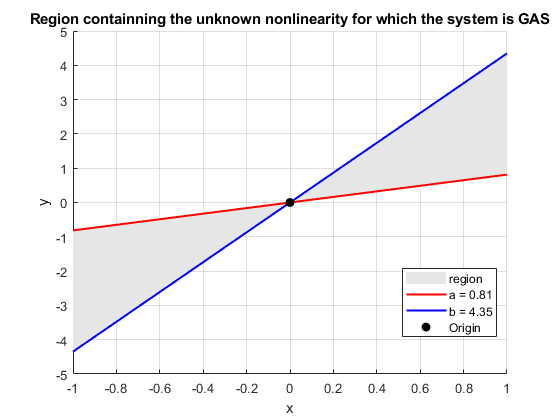 Region containning the unknown nonlinearity for which the system is GAS
5
4
3
2
1
0
-1
-2
-3
-4
-5
y
-1 -0.8 -0.6 -0.4 -0.2 0 0.2 0.4 0.6 0.8 1
x
region
a = 0.81
b = 4.35
Origin